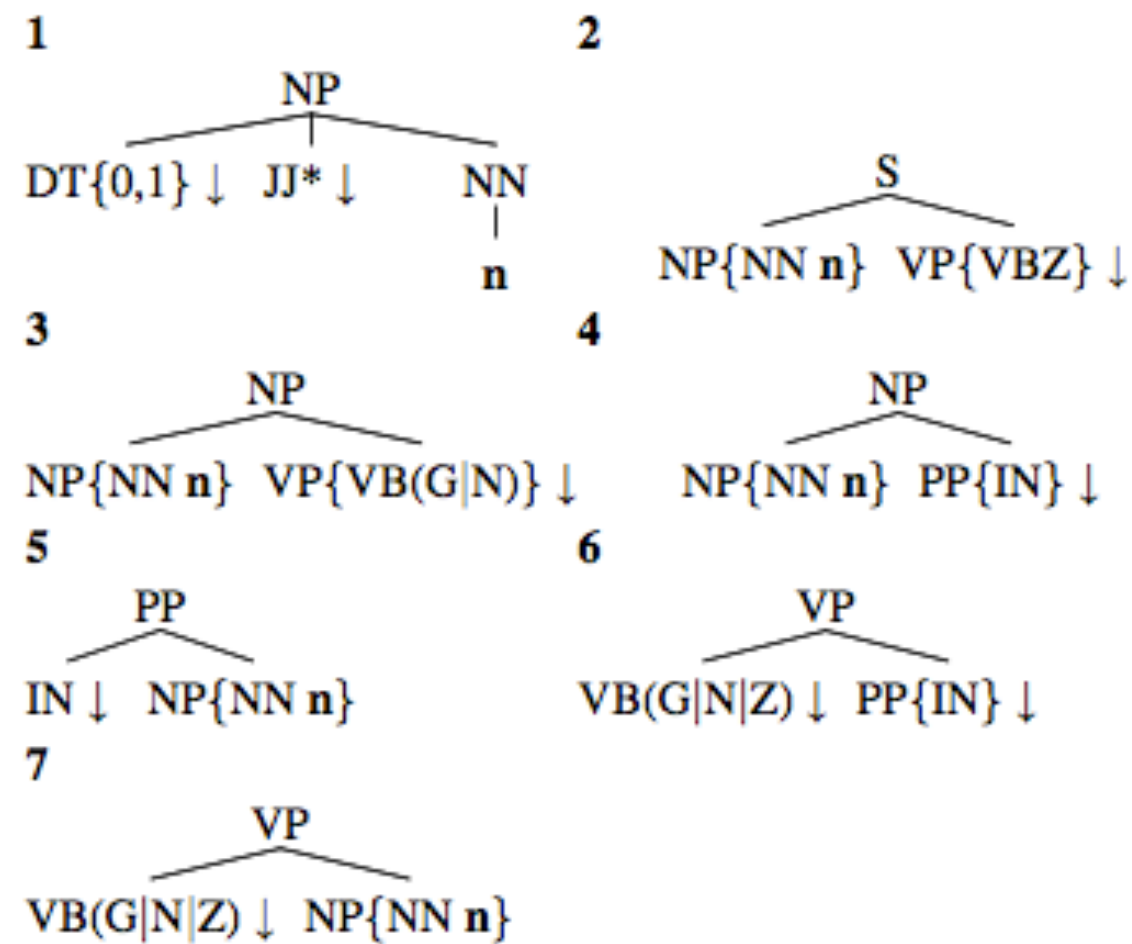 1 2
NP
DT{0,1} ↓ JJ* ↓ NN
n
S
NP{NN n} VP{VBZ} ↓
3 4
NP NP
NP{NN n} VP{VB(G|N)} ↓ NP{NN n} PP{IN} ↓
5 6
PP VP
IN ↓ NP{NN n} VB(G|N|Z) ↓ PP{IN} ↓
7
VP
VB(G|N|Z) ↓ NP{NN n}